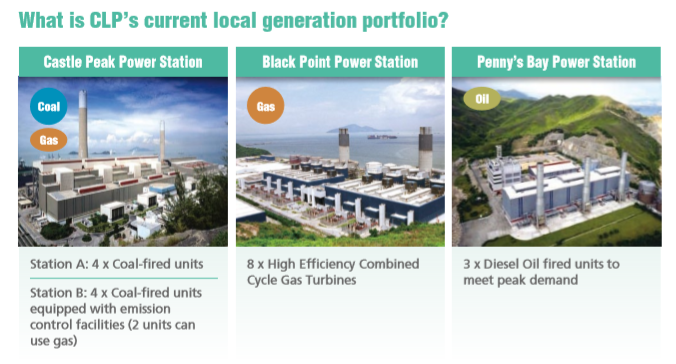 What is CLP's current local generation portfolio?
Castle Peak Power Station
Coal
Gas
Station A: 4 x Coal-fired units
Station B: 4 x Coal-fired units
equipped with emission
control facilities (2 units can
use gas)
Black Point Power Station
Gas
8 x High Efficiency Combined
Cycle Gas Turbines
Penny's Bay Power Station
Oil
3 x Diesel Oil fired units to
meet peak demand